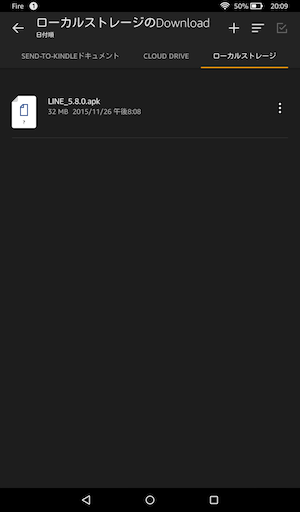 Fire 1 50% 20:09
ローカルストレージのDownload
日付順
SEND-TO-KINDLEドキュメント CLOUD DRIVE ローカルストレージ
LINE_5.8.0.apk
32 MB 2015/11/26 午後8:08
?